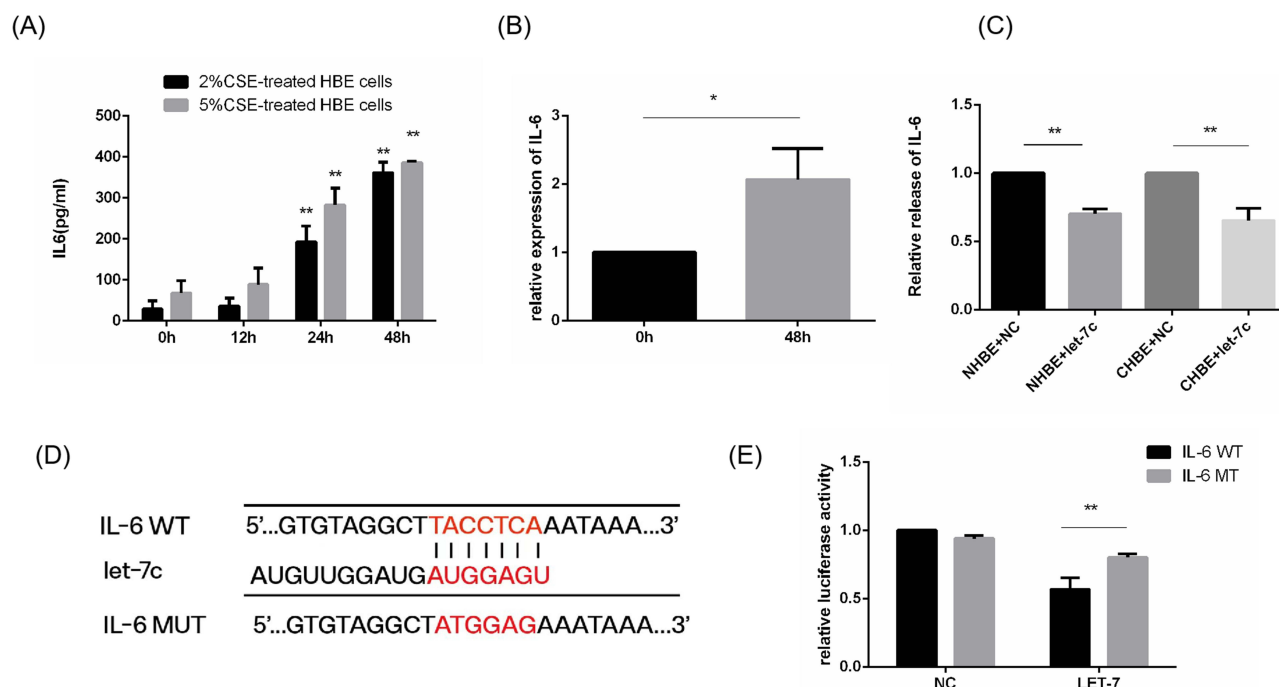 (A)
2%CSE-treated HBE cells
5%CSE-treated HBE cells
IL6(pg/ml)
500
400
300
200
100
0
** ** ** **
0h 12h 24h 48h
(B)
relative expression of IL-6
3
2
1
0
*
0h 48h
(C)
Relative release of IL-6
1.5
1.0
0.5
0.0
** **
NHBE+NC NHBE+let-7c CHBE+NC CHBE+let-7c
(D)
IL-6 WT 5’...GTGTAGGCTTACCTCAAATAAA...3’
let-7c AUGUUGGAUGAUGGAGU
IL-6 MUT 5’...GTGTAGGCTATGGAGAAATAAA...3’
(E)
IL-6 WT
IL-6 MT
relative luciferase activity
1.5
1.0
0.5
0.0
**
NC LET-7